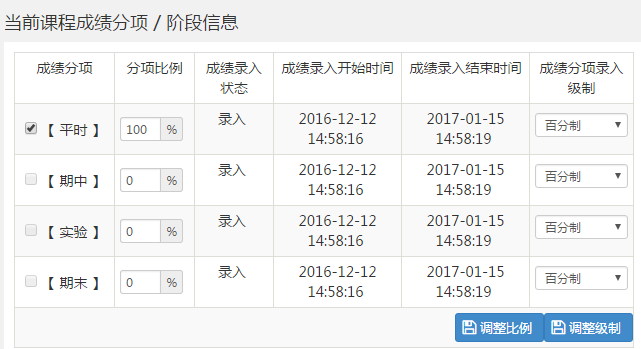 当前课程成绩分项 / 阶段信息
成绩分项 分项比例 成绩录入 成绩录入开始时间 成绩录入结束时间 成绩分项录入
状态 级制
【 平时 】 100 % 录入 2016-12-12 2017-01-15 百分制
14:58:16 14:58:19
【 期中 】 0 % 录入 2016-12-12 2017-01-15 百分制
14:58:16 14:58:19
【 实验 】 0 % 录入 2016-12-12 2017-01-15 百分制
14:58:16 14:58:19
【 期末 】 0 % 录入 2016-12-12 2017-01-15 百分制
14:58:16 14:58:19
调整比例 调整级制